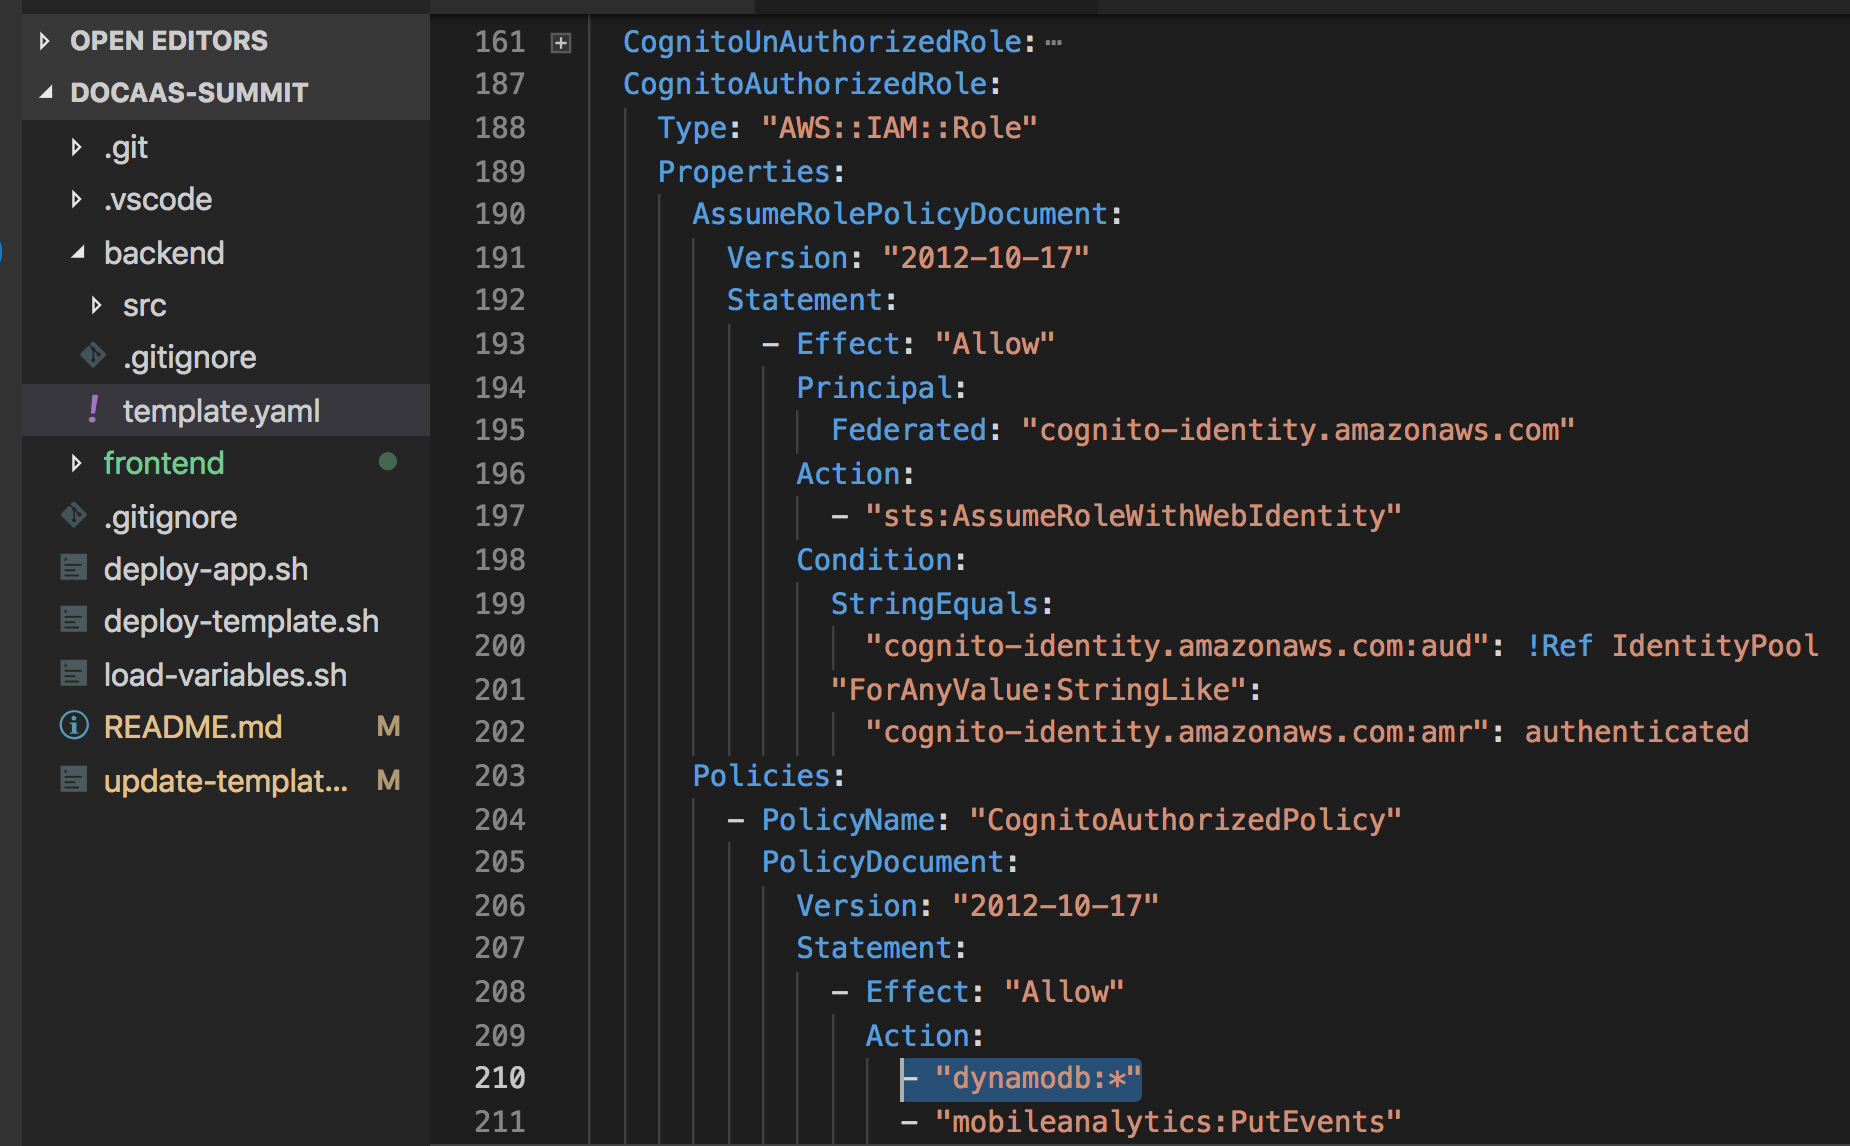 OPEN EDITORS
DOCAAS-SUMMIT
.git
.vscode
backend
src
.gitignore
! template.yaml
frontend
.gitignore
deploy-app.sh
deploy-template.sh
load-variables.sh
README.md M
update-templat... M
161 CognitoUnAuthorizedRole:…
187 CognitoAuthorizedRole:
188 Type: "AWS::IAM::Role"
189 Properties:
190 AssumeRolePolicyDocument:
191 Version: "2012-10-17"
192 Statement:
193 - Effect: "Allow"
194 Principal:
195 Federated: "cognito-identity.amazonaws.com"
196 Action:
197 - "sts:AssumeRoleWithWebIdentity"
198 Condition:
199 StringEquals:
200 "cognito-identity.amazonaws.com:aud": !Ref IdentityPool
201 "ForAnyValue:StringLike":
202 "cognito-identity.amazonaws.com:amr": authenticated
203 Policies:
204 - PolicyName: "CognitoAuthorizedPolicy"
205 PolicyDocument:
206 Version: "2012-10-17"
207 Statement:
208 - Effect: "Allow"
209 Action:
210 - "dynamodb:*"
211 - "mobileanalytics:PutEvents"